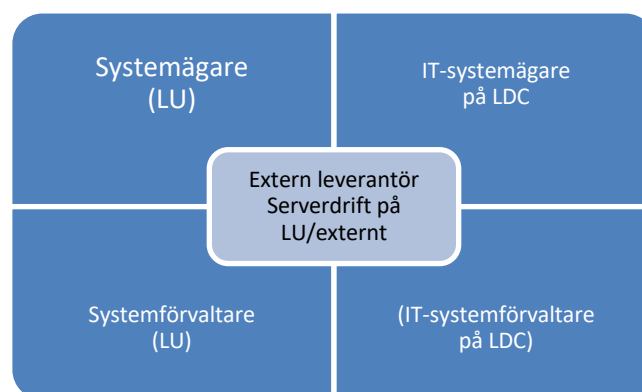 Systemägare
(LU)
IT-systemägare
på LDC
Extern leverantör
Serverdrift på
LU/externt
Systemförvaltare
(LU)
(IT-systemförvaltare
på LDC)